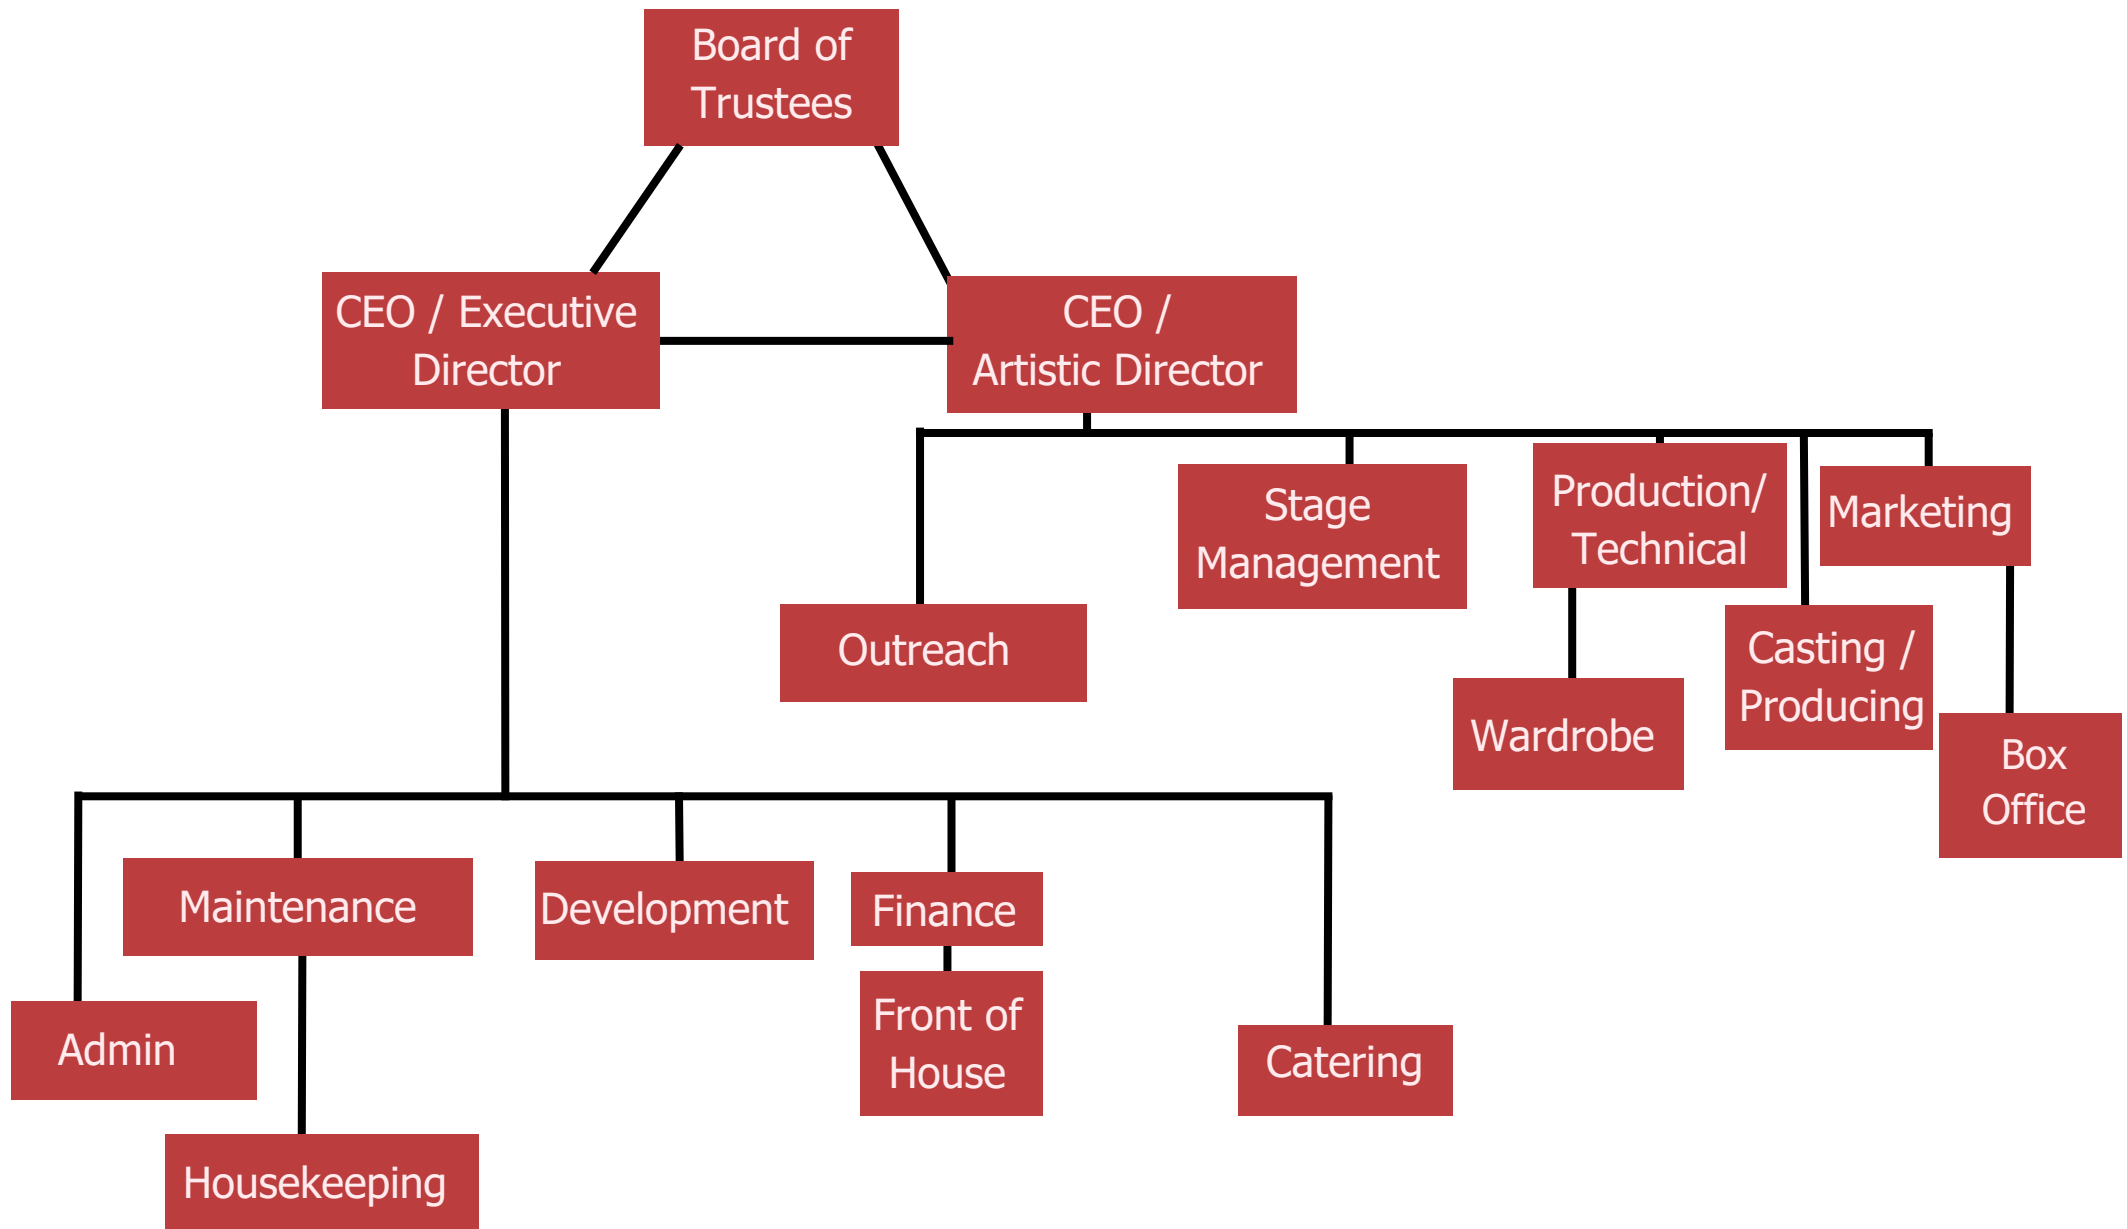 Board of
Trustees
CEO / Executive
Director
CEO /
Artistic Director
Stage
Management
Production/
Technical
Marketing
Outreach
Casting /
Producing
Wardrobe
Box
Office
Maintenance
Development
Finance
Front of
House
Admin
Catering
Housekeeping